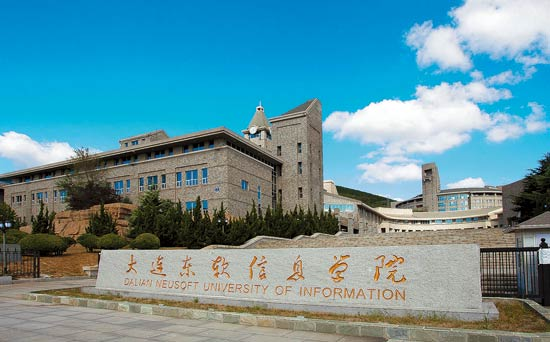 大连东软信息学院
DALIAN NEUSOFT UNIVERSITY OF INFORMATION